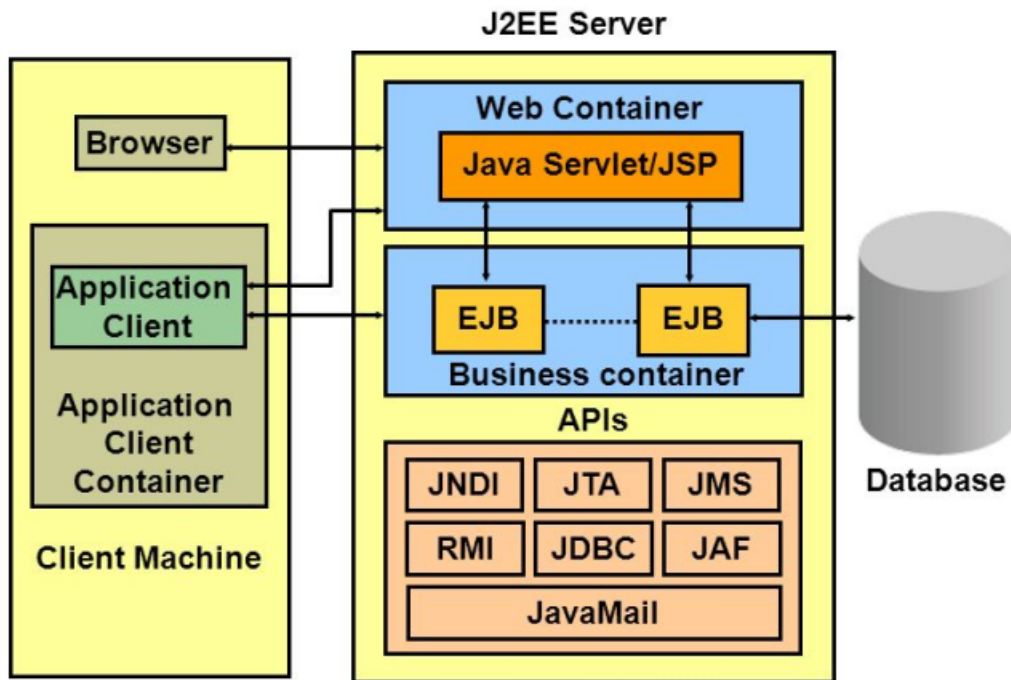 J2EE Server
Browser
Application
Client
Application
Client
Container
Client Machine
Web Container
Java Servlet/JSP
EJB
EJB
Business container
APIs
JNDI
JTA
JMS
RMI
JDBC
JAF
JavaMail
Database